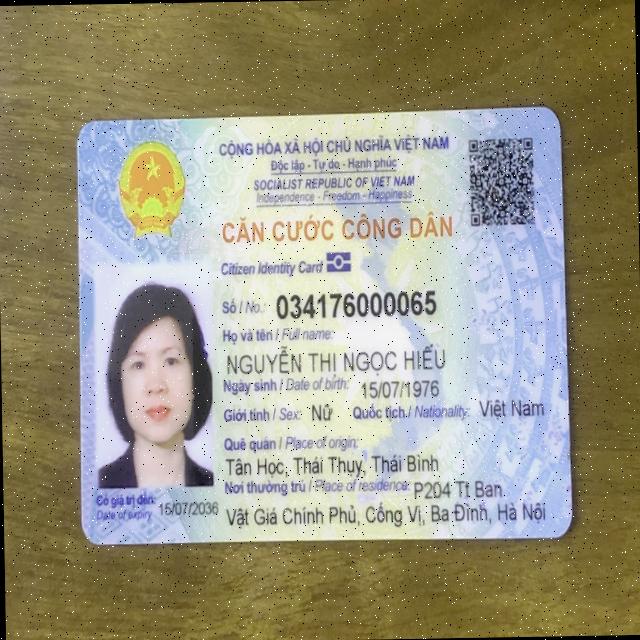 CỘNG HÒA XÃ HỘI CHỦ NGHĨA VIỆT NAM
Độc lập - Tự do - Hạnh phúc
SOCIALIST REPUBLIC OF VIET NAM
Independence - Freedom - Happiness
CĂN CƯỚC CÔNG DÂN
Citizen Identity Card
Số / No.: 034176000065
Họ và tên / Full name:
NGUYỄN THỊ NGỌC HIẾU
Ngày sinh / Date of birth: 15/07/1976
Giới tính / Sex: Nữ Quốc tịch / Nationality: Việt Nam
Quê quán / Place of origin:
Tân Học, Thái Thụy, Thái Bình
Nơi thường trú / Place of residence: P204 Tt Ban
Vật Giá Chính Phủ, Cống Vị, Ba Đình, Hà Nội
Có giá trị đến: 15/07/2036
Date of expiry